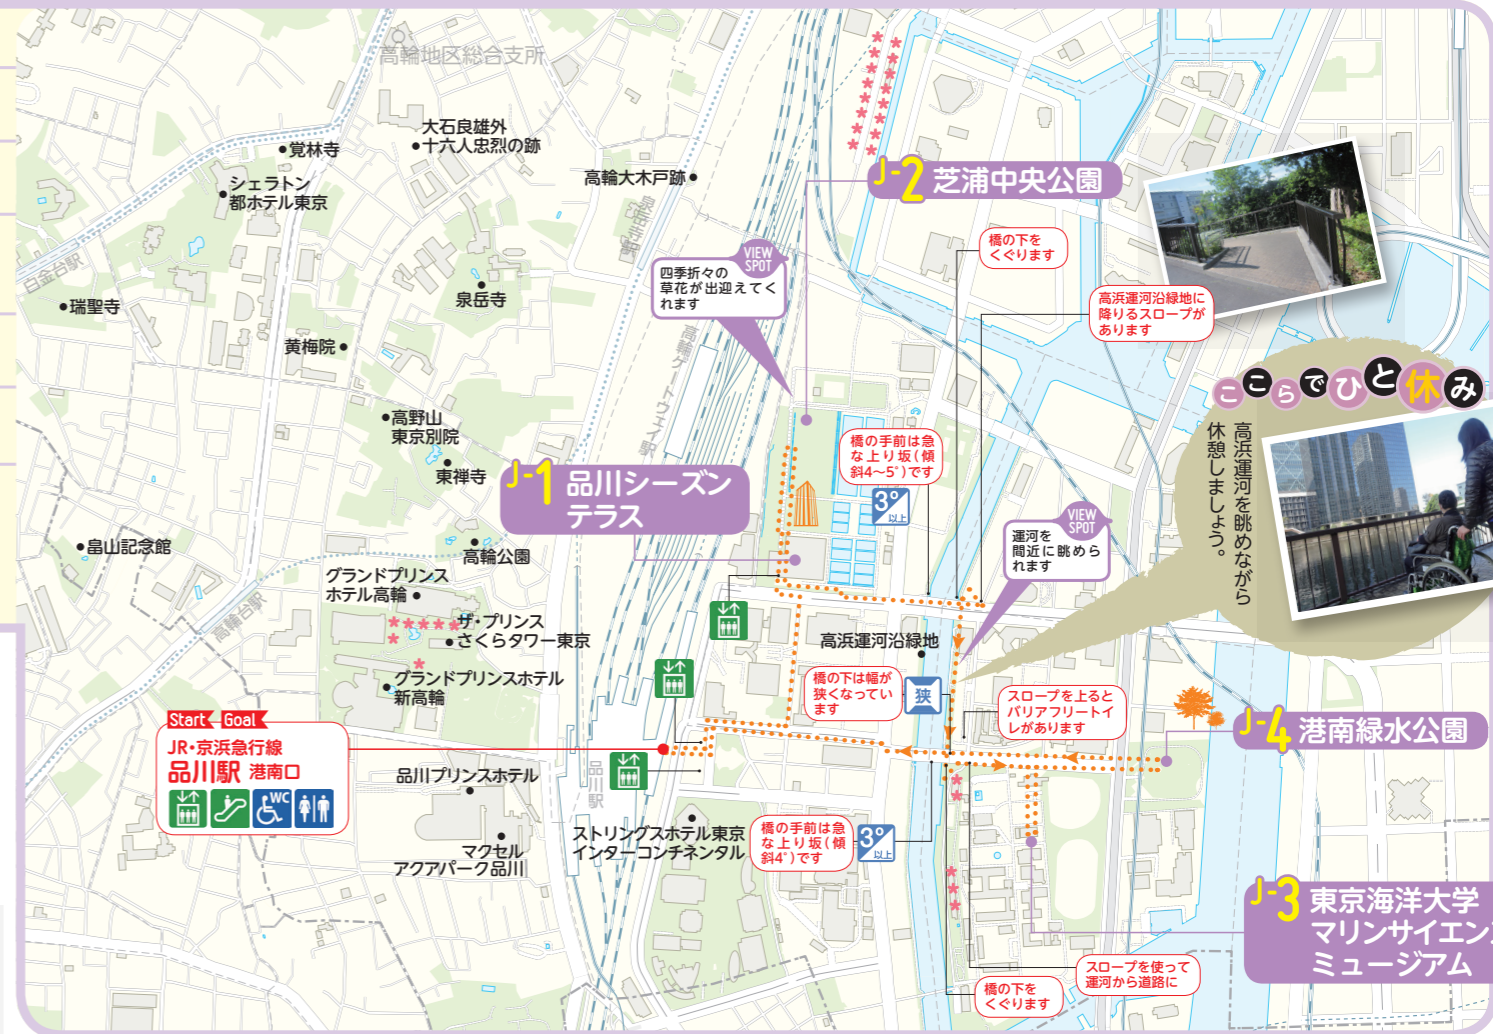 高輪地区総合支所
大石良雄外
十六人忠烈の跡
覚林寺
シェラトン
都ホテル東京
高輪大木戸跡
泉岳寺駅
白金台駅
瑞聖寺
泉岳寺
黄梅院
高野山
東京別院
東禅寺
畠山記念館
高輪公園
高輪台駅
グランドプリンス
ホテル高輪
ザ・プリンス
さくらタワー東京
グランドプリンスホテル
新高輪
Start Goal
JR・京浜急行線
品川駅 港南口
WC
品川プリンスホテル
マクセル
アクアパーク品川
品川駅
ストリングスホテル東京
インターコンチネンタル
高輪ゲートウェイ駅
J-1 品川シーズン
テラス
J-2 芝浦中央公園
VIEW
SPOT
四季折々の
草花が出迎えてく
れます
橋の下を
くぐります
高浜運河沿緑地に
降りるスロープが
あります
ここらでひと休み
高浜運河を眺めながら
休憩しましょう。
橋の手前は急
な上り坂(傾
斜4〜5°)です
3°
以上
VIEW
SPOT
運河を
間近に眺めら
れます
高浜運河沿緑地
橋の下は幅が
狭くなってい
ます
狭
スロープを上ると
バリアフリートイ
レがあります
J-4 港南緑水公園
橋の手前は急
な上り坂(傾
斜4°)です
3°
以上
J-3 東京海洋大学
マリンサイエンス
ミュージアム
スロープを使って
運河から道路に
橋の下を
くぐります